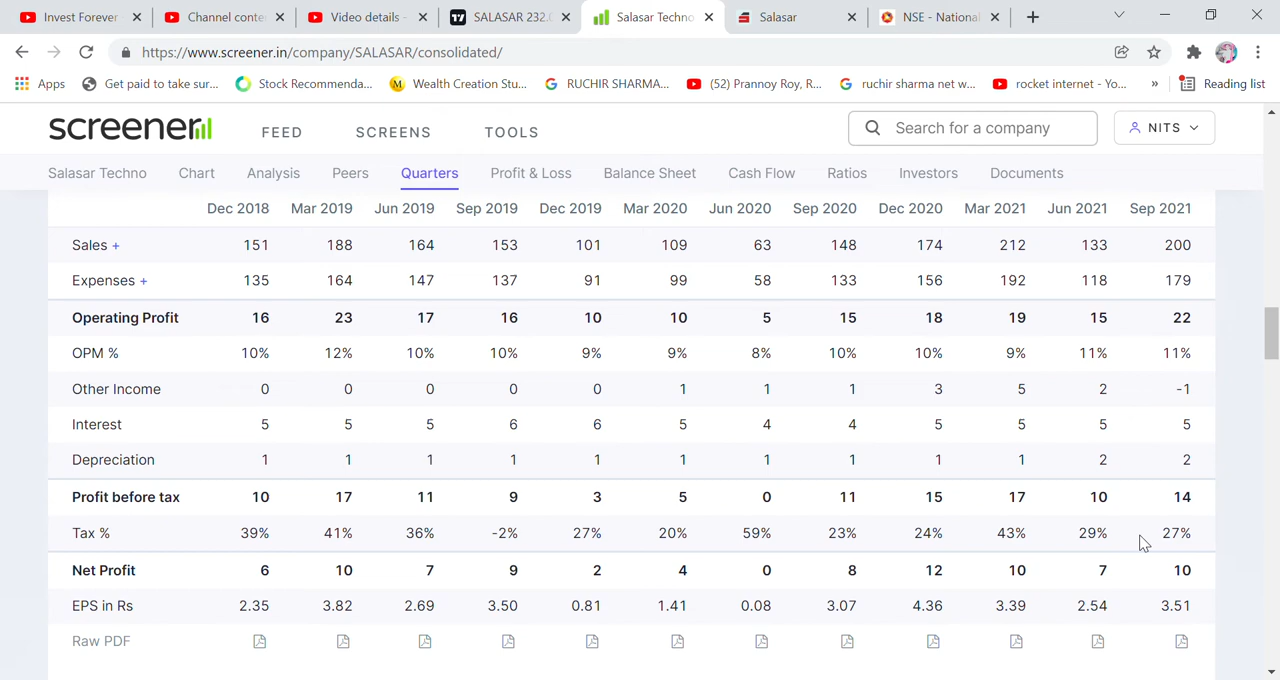 Invest Forever
Channel conte
Video details -
SALASAR 232.
Salasar Techno
Salasar
NSE - National
https://www.screener.in/company/SALASAR/consolidated/
Apps Get paid to take sur... Stock Recommenda... Wealth Creation Stu... RUCHIR SHARMA... (52) Prannoy Roy, R... ruchir sharma net w... rocket internet - Yo... » Reading list
screener FEED SCREENS TOOLS Search for a company NITS
Salasar Techno Chart Analysis Peers Quarters Profit & Loss Balance Sheet Cash Flow Ratios Investors Documents
Dec 2018 Mar 2019 Jun 2019 Sep 2019 Dec 2019 Mar 2020 Jun 2020 Sep 2020 Dec 2020 Mar 2021 Jun 2021 Sep 2021
Sales + 151 188 164 153 101 109 63 148 174 212 133 200
Expenses + 135 164 147 137 91 99 58 133 156 192 118 179
Operating Profit 16 23 17 16 10 10 5 15 18 19 15 22
OPM % 10% 12% 10% 10% 9% 9% 8% 10% 10% 9% 11% 11%
Other Income 0 0 0 0 0 1 1 1 3 5 2 -1
Interest 5 5 5 6 6 5 4 4 5 5 5 5
Depreciation 1 1 1 1 1 1 1 1 1 1 2 2
Profit before tax 10 17 11 9 3 5 0 11 15 17 10 14
Tax % 39% 41% 36% -2% 27% 20% 59% 23% 24% 43% 29% 27%
Net Profit 6 10 7 9 2 4 0 8 12 10 7 10
EPS in Rs 2.35 3.82 2.69 3.50 0.81 1.41 0.08 3.07 4.36 3.39 2.54 3.51
Raw PDF